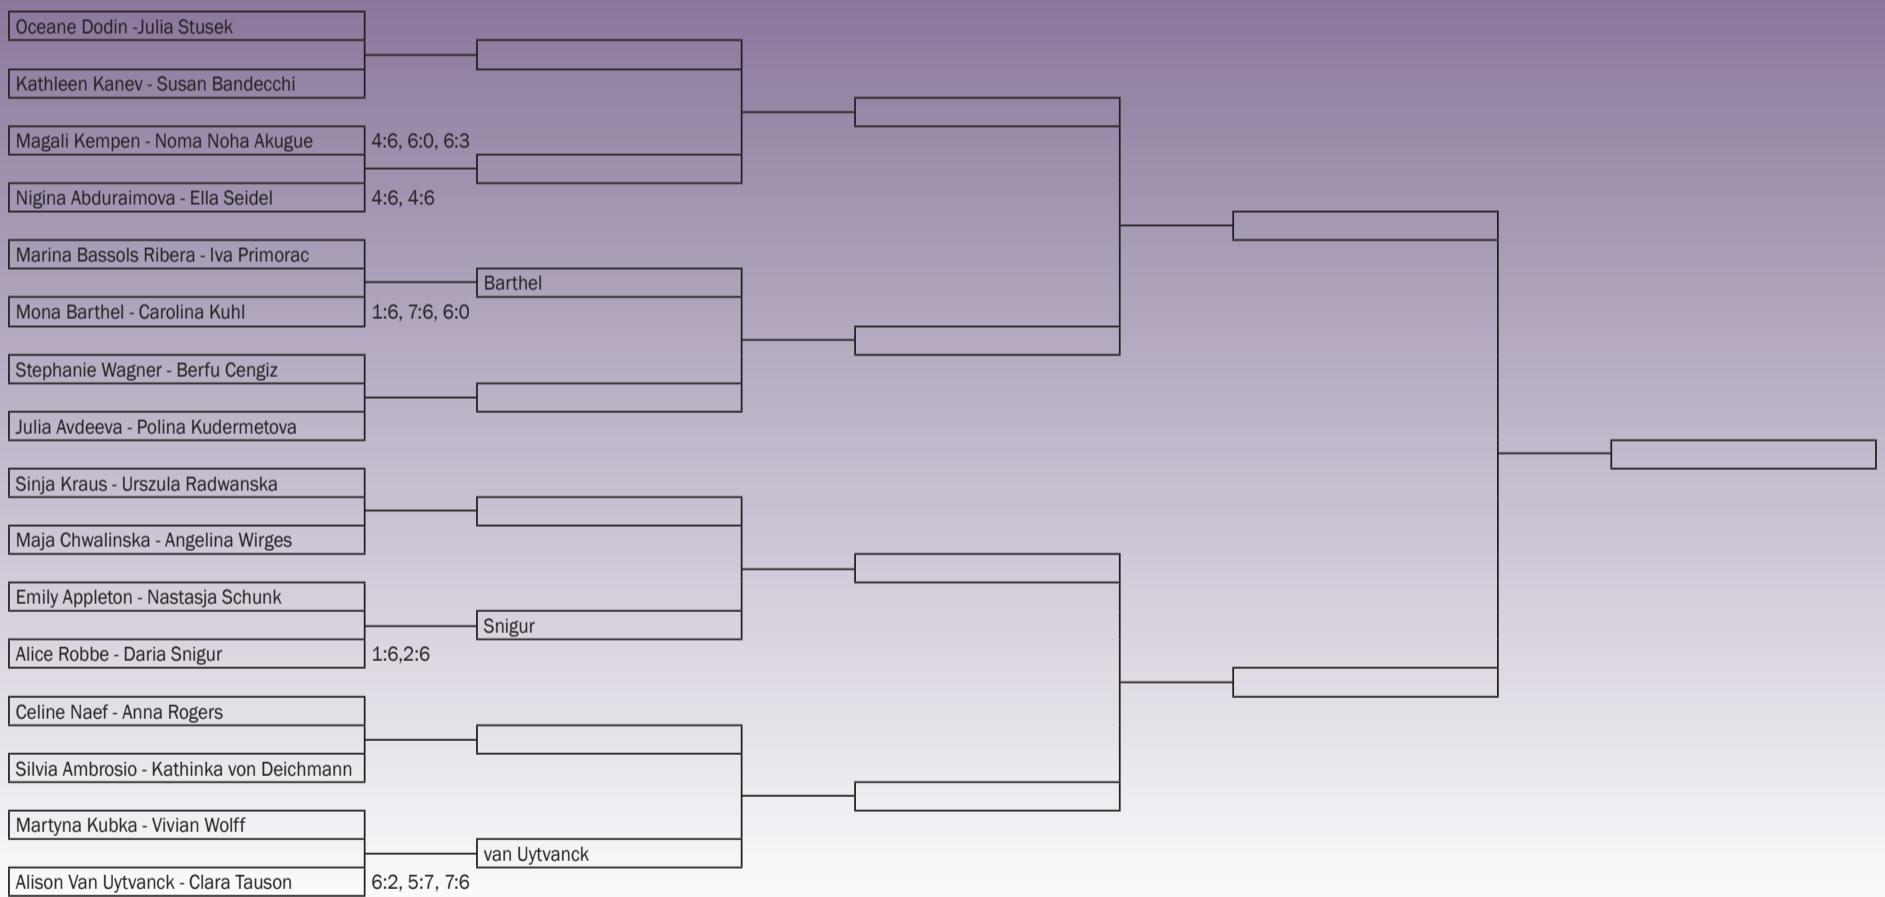 Oceane Dodin -Julia Stusek
Kathleen Kanev - Susan Bandecchi
Magali Kempen - Noma Noha Akugue 4:6, 6:0, 6:3
Nigina Abduraimova - Ella Seidel 4:6, 4:6
Marina Bassols Ribera - Iva Primorac
Barthel
Mona Barthel - Carolina Kuhl 1:6, 7:6, 6:0
Stephanie Wagner - Berfu Cengiz
Julia Avdeeva - Polina Kudermetova
Sinja Kraus - Urszula Radwanska
Maja Chwalinska - Angelina Wirges
Emily Appleton - Nastasja Schunk
Snigur
Alice Robbe - Daria Snigur 1:6,2:6
Celine Naef - Anna Rogers
Silvia Ambrosio - Kathinka von Deichmann
Martyna Kubka - Vivian Wolff
van Uytvanck
Alison Van Uytvanck - Clara Tauson 6:2, 5:7, 7:6